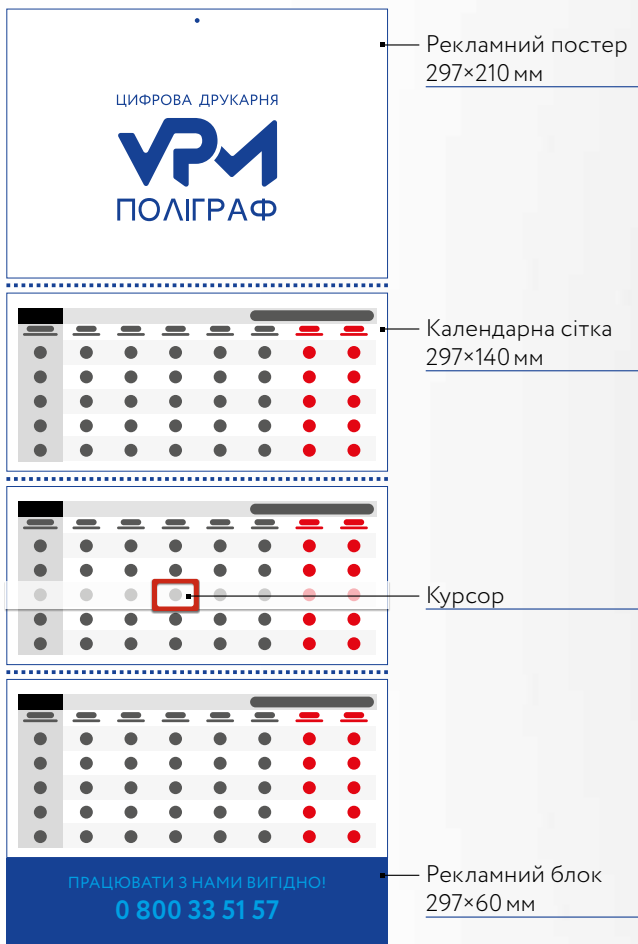 Рекламний постер
297×210 мм
ЦИФРОВА ДРУКАРНЯ
VPM
ПОЛІГРАФ
Календарна сітка
297×140 мм
Курсор
Рекламний блок
297×60 мм
ПРАЦЮВАТИ З НАМИ ВИГІДНО!
0 800 33 51 57